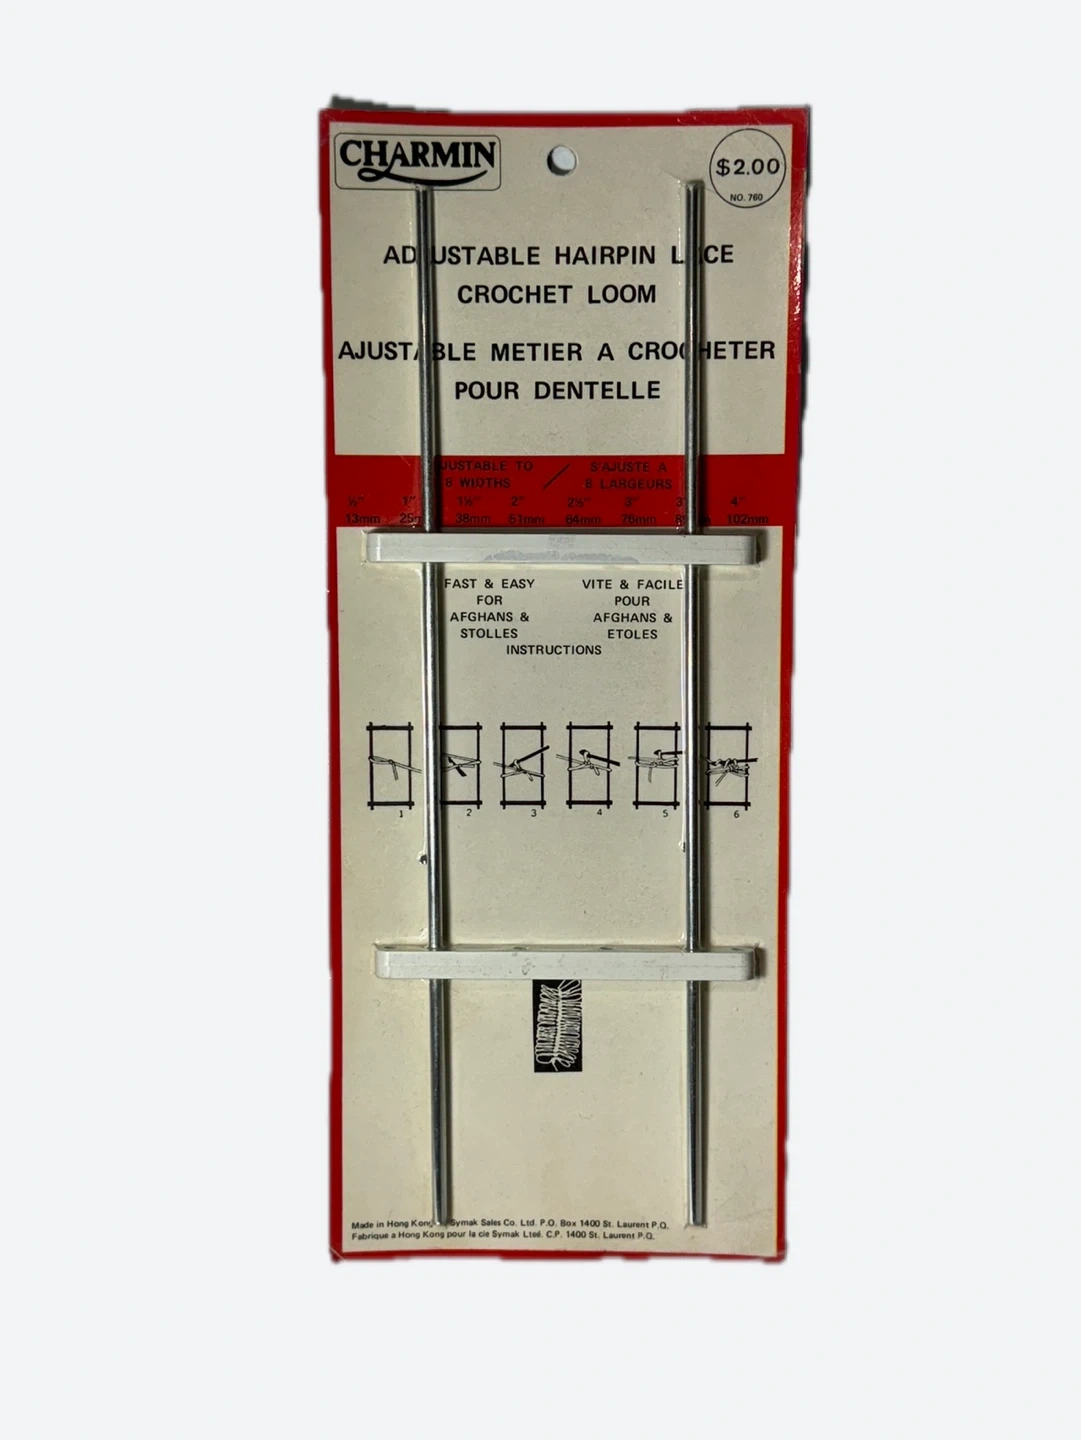 CHARMIN
$2.00
NO. 760
ADJUSTABLE HAIRPIN LACE
CROCHET LOOM
AJUSTABLE METIER A CROCHETER
POUR DENTELLE
ADJUSTABLE TO / S'AJUSTE A
8 WIDTHS 8 LARGEURS
½" 1" 1½" 2" 2½" 3" 4"
13mm 25mm 38mm 51mm 64mm 76mm 102mm
FAST & EASY
FOR
AFGHANS &
STOLLES
VITE & FACILE
POUR
AFGHANS &
ETOLES
INSTRUCTIONS
1 2 3 4 5 6
Made in Hong Kong Symak Sales Co. Ltd. P.O. Box 1400 St. Laurent P.Q.
Fabrique a Hong Kong pour la cie Symak Lteé. C.P. 1400 St. Laurent P.Q.